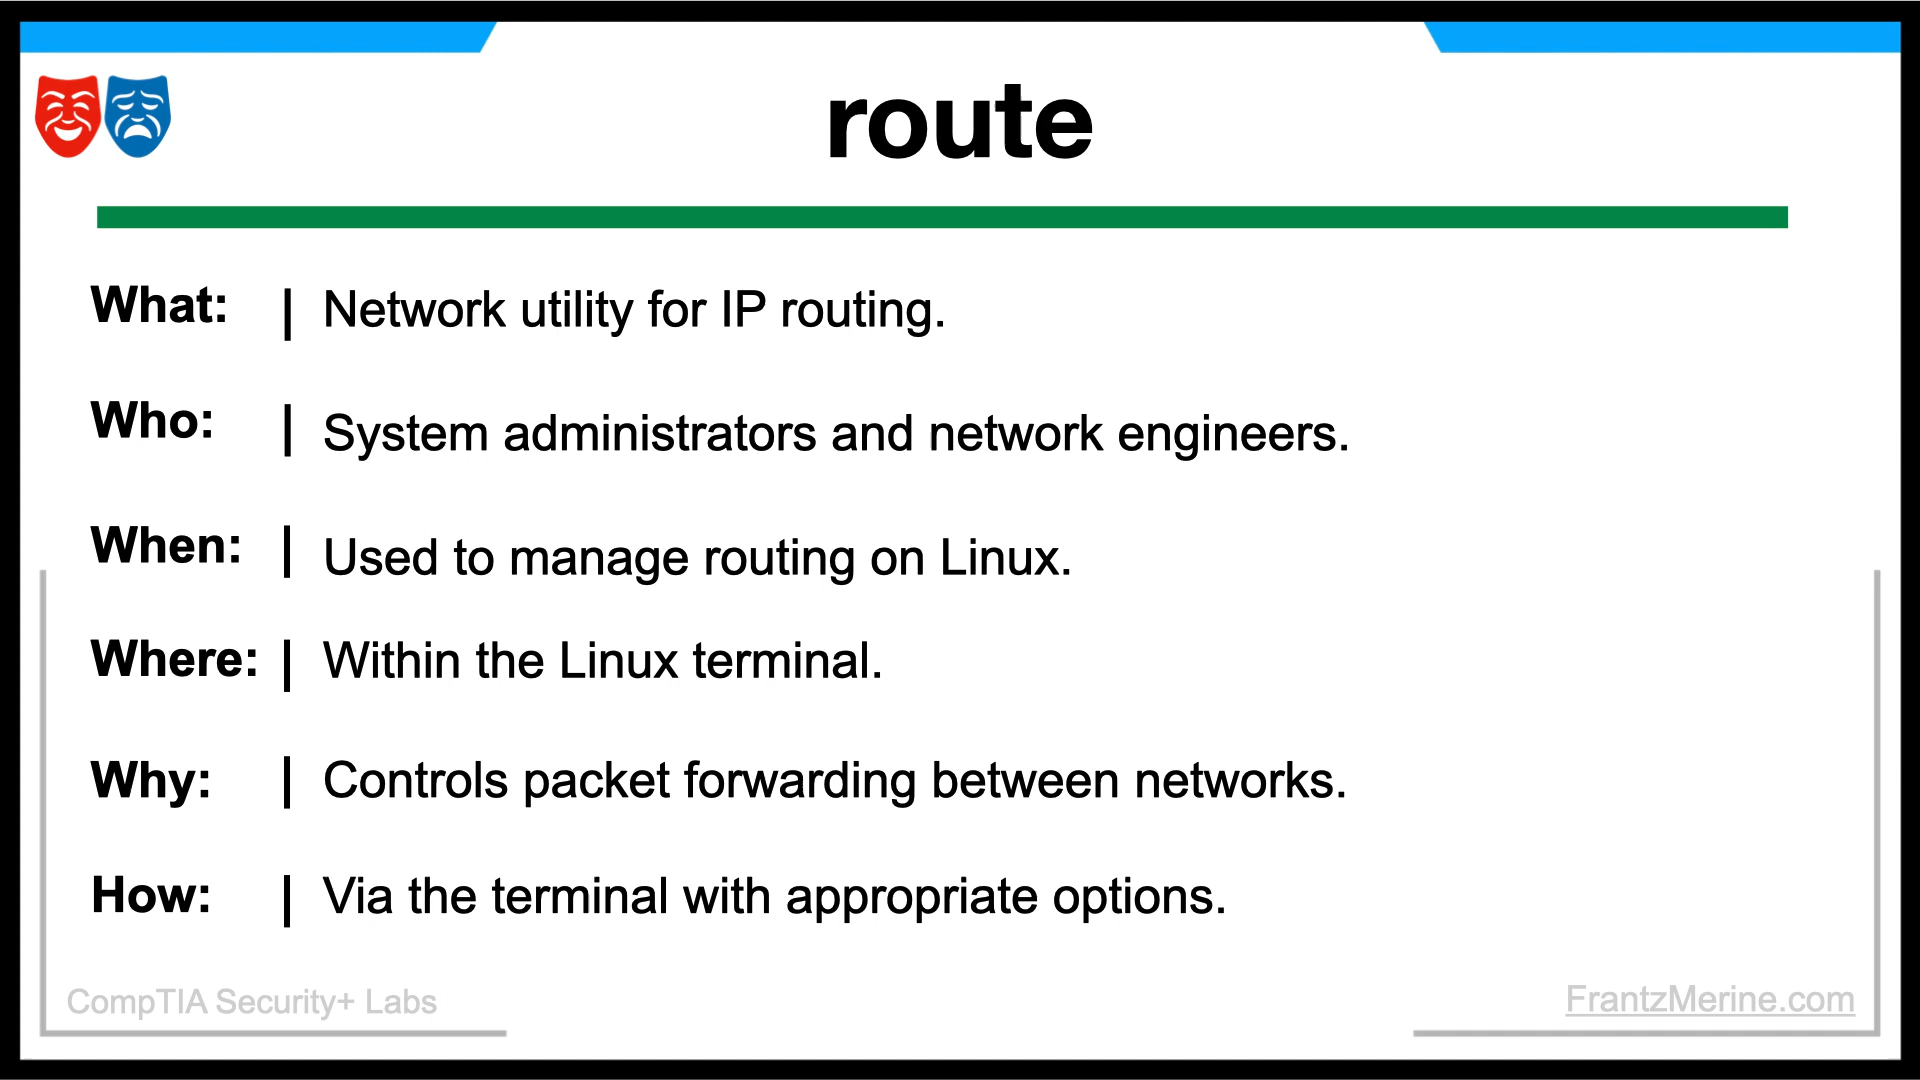 route
What: | Network utility for IP routing.
Who: | System administrators and network engineers.
When: | Used to manage routing on Linux.
Where: | Within the Linux terminal.
Why: | Controls packet forwarding between networks.
How: | Via the terminal with appropriate options.
CompTIA Security+ Labs
FrantzMerine.com